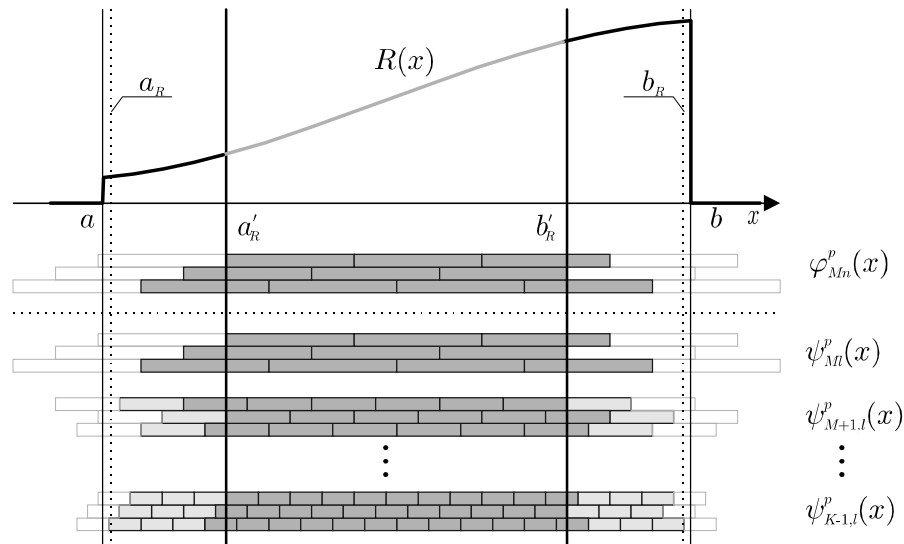 R(x)
a_R
b_R
a
a'_R
b'_R
b
x
φ^p_{Mn}(x)
ψ^p_{Ml}(x)
ψ^p_{M+1,l}(x)
⋮ ⋮
ψ^p_{K-1,l}(x)